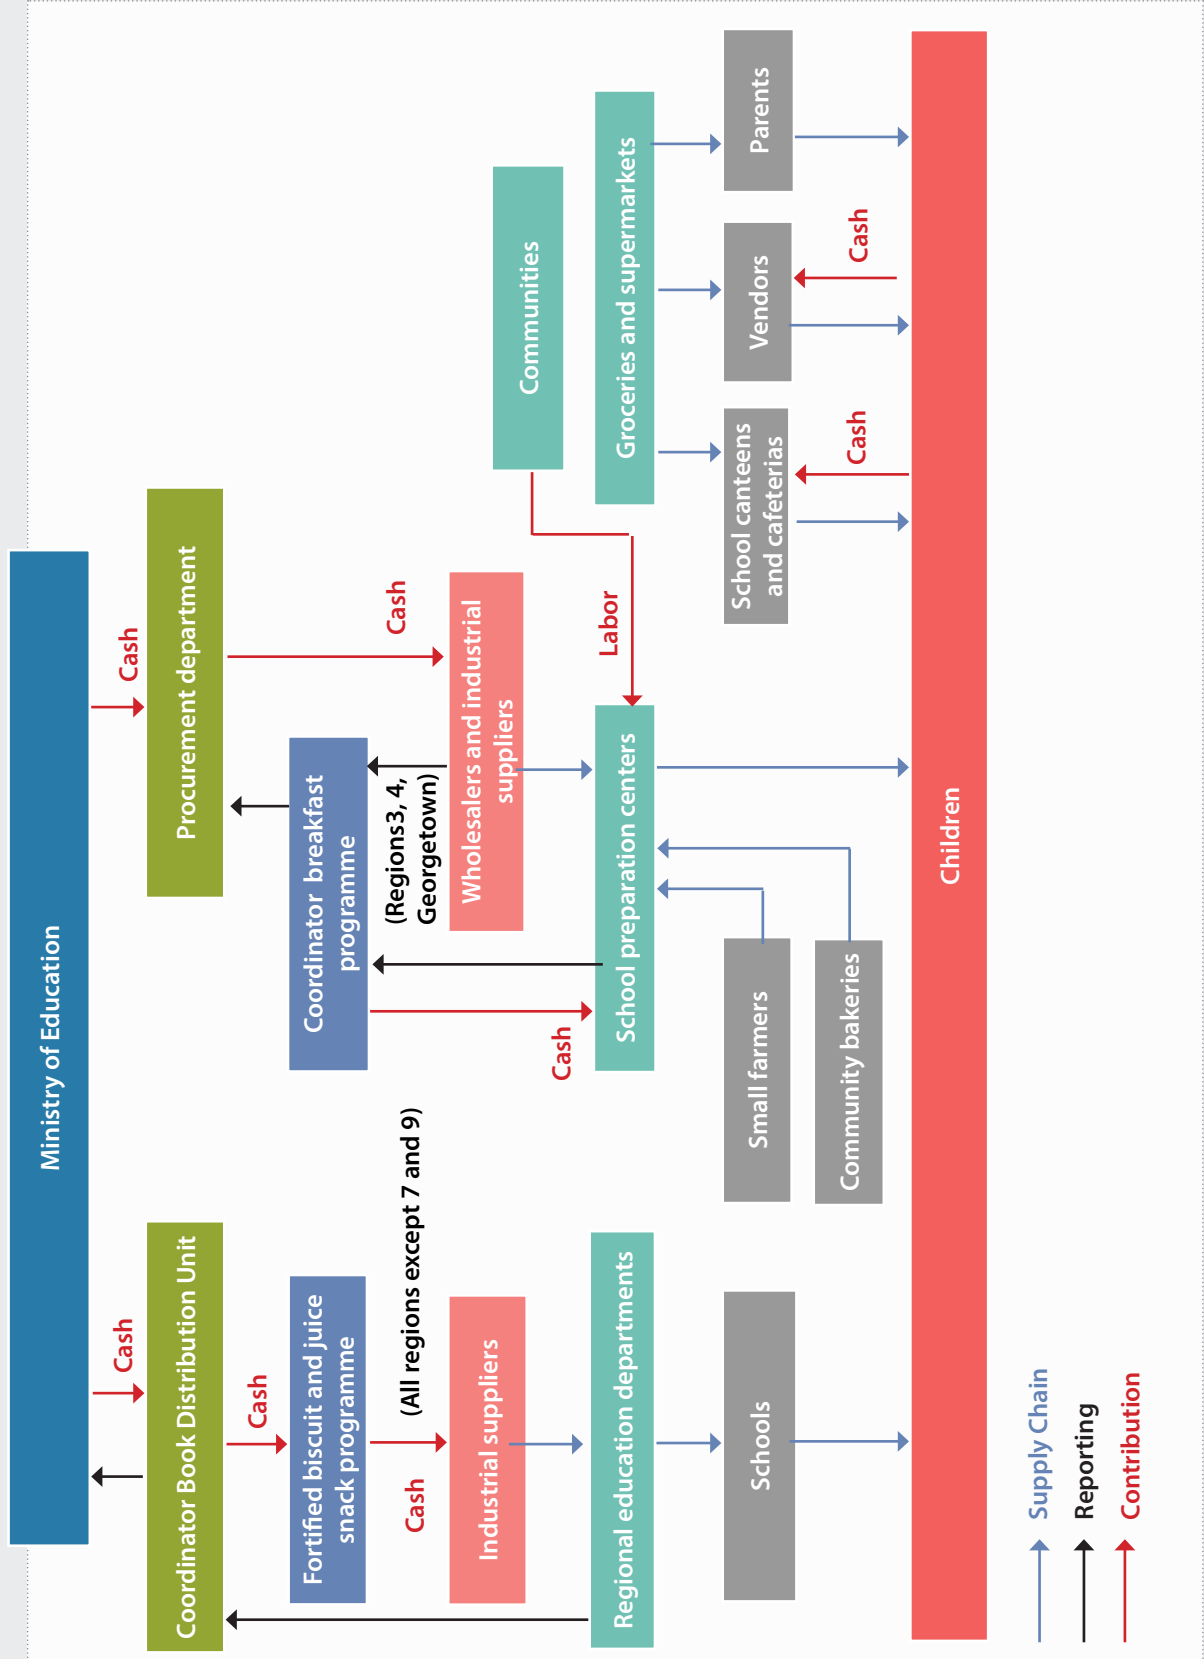 Ministry of Education
Cash
Cash
Coordinator Book Distribution Unit
Procurement department
Cash
Fortified biscuit and juice
snack programme
Coordinator breakfast
programme
Cash
(All regions except 7 and 9)
Cash
(Regions3, 4,
Georgetown)
Industrial suppliers
Wholesalers and industrial
suppliers
Communities
Cash
Labor
Regional education departments
School preparation centers
Groceries and supermarkets
Schools
Small farmers
School canteens
and cafeterias
Vendors
Parents
Community bakeries
Cash
Cash
Children
Supply Chain
Reporting
Contribution